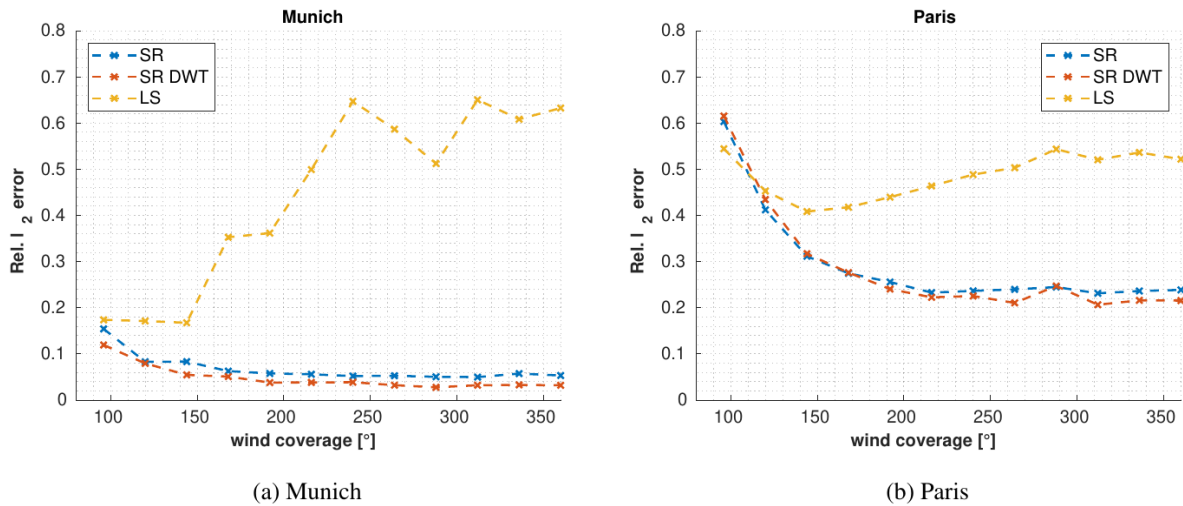 Munich
0.8
0.7
0.6
0.5
0.4
0.3
0.2
0.1
0
Rel. l 2 error
SR
SR DWT
LS
100 150 200 250 300 350
wind coverage [°]
(a) Munich
Paris
0.8
0.7
0.6
0.5
0.4
0.3
0.2
0.1
0
Rel. l 2 error
SR
SR DWT
LS
100 150 200 250 300 350
wind coverage [°]
(b) Paris